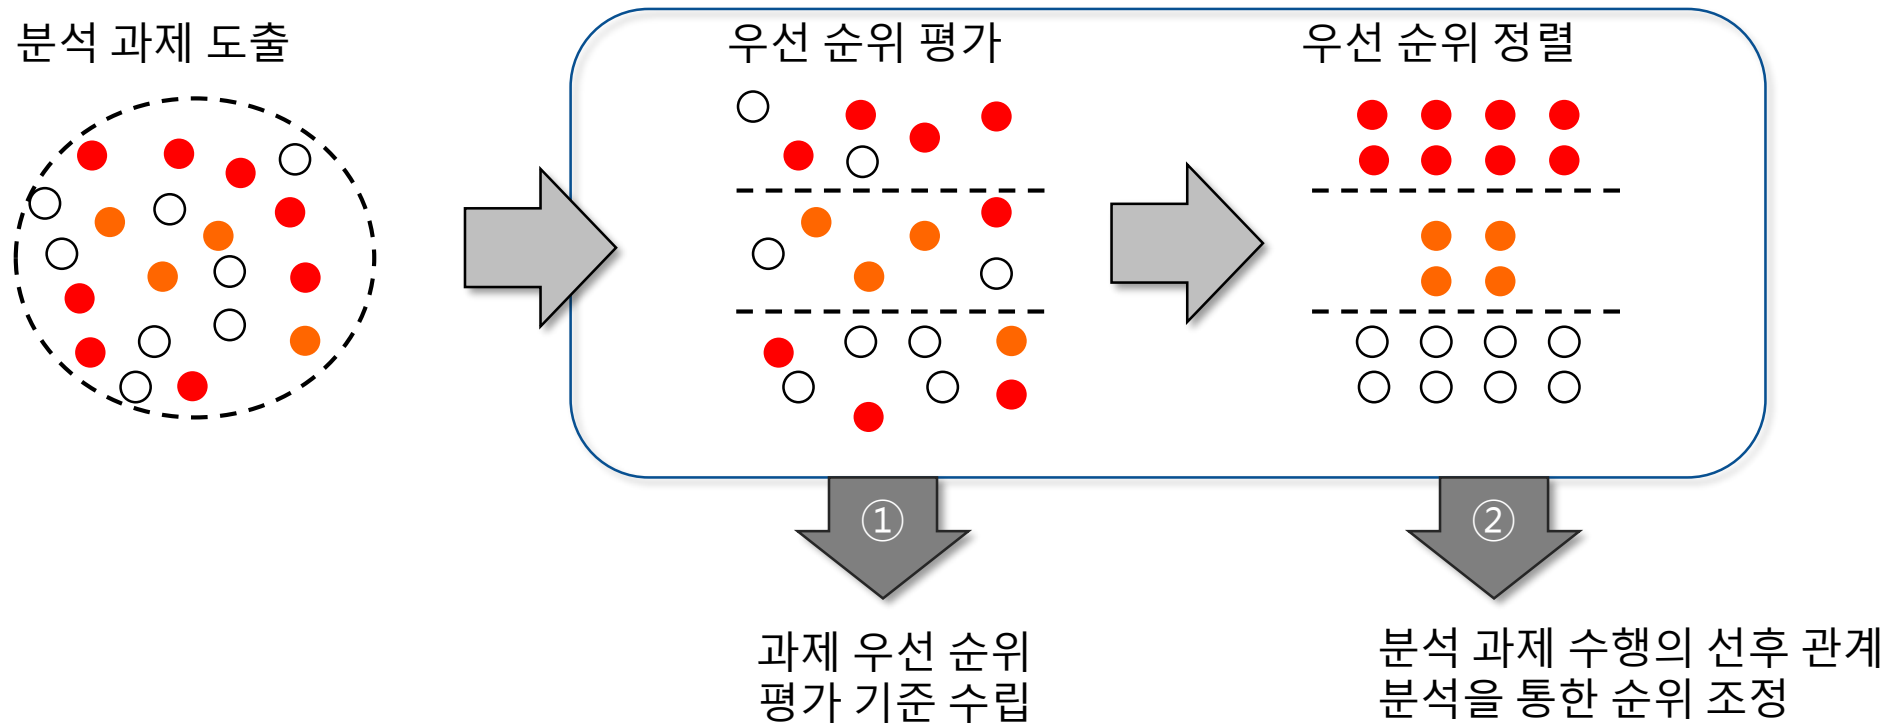 분석 과제 도출
우선 순위 평가
우선 순위 정렬
①
②
과제 우선 순위
평가 기준 수립
분석 과제 수행의 선후 관계
분석을 통한 순위 조정